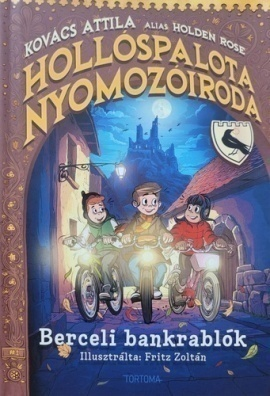 KOVÁCS ATTILA ALIAS HOLDEN ROSE
HOLLÓSPALOTA
NYOMOZÓIRODA
Berceli bankrablók
Illusztrálta: Fritz Zoltán
TORTOMA